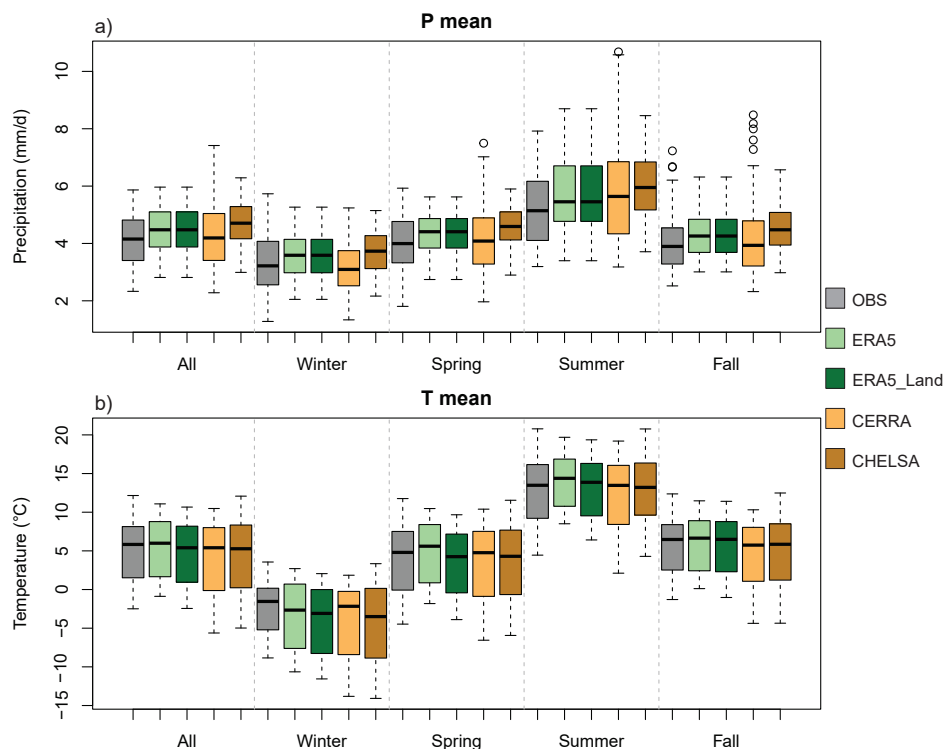 a)
P mean
Precipitation (mm/d)
10
8
6
4
2
All
Winter
Spring
Summer
Fall
OBS
ERA5
ERA5_Land
CERRA
CHELSA
b)
T mean
Temperature (°C)
20
15
10
5
0
−5
−10
−15
All
Winter
Spring
Summer
Fall